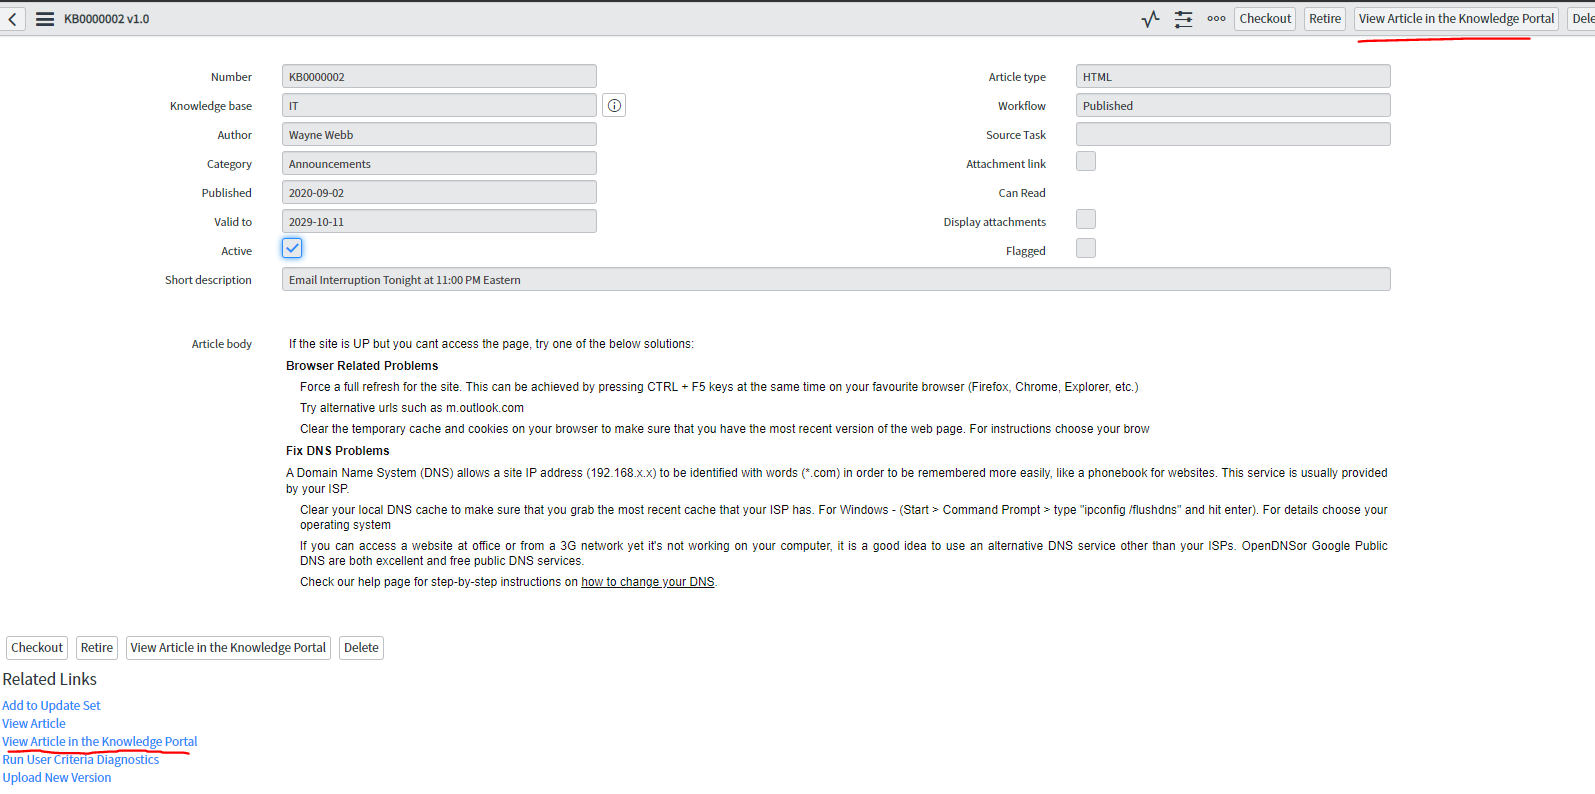 KB0000002 v1.0
Checkout
Retire
View Article in the Knowledge Portal
Dele
Number
KB0000002
Knowledge base
IT
Author
Wayne Webb
Category
Announcements
Published
2020-09-02
Valid to
2029-10-11
Active
Article type
HTML
Workflow
Published
Source Task
Attachment link
Can Read
Display attachments
Flagged
Short description
Email Interruption Tonight at 11:00 PM Eastern
Article body
If the site is UP but you cant access the page, try one of the below solutions:
Browser Related Problems
Force a full refresh for the site. This can be achieved by pressing CTRL + F5 keys at the same time on your favourite browser (Firefox, Chrome, Explorer, etc.)
Try alternative urls such as m.outlook.com
Clear the temporary cache and cookies on your browser to make sure that you have the most recent version of the web page. For instructions choose your brow
Fix DNS Problems
A Domain Name System (DNS) allows a site IP address (192.168.x.x) to be identified with words (*.com) in order to be remembered more easily, like a phonebook for websites. This service is usually provided
by your ISP.
Clear your local DNS cache to make sure that you grab the most recent cache that your ISP has. For Windows - (Start > Command Prompt > type "ipconfig /flushdns" and hit enter). For details choose your
operating system
If you can access a website at office or from a 3G network yet it's not working on your computer, it is a good idea to use an alternative DNS service other than your ISPs. OpenDNSor Google Public
DNS are both excellent and free public DNS services.
Check our help page for step-by-step instructions on how to change your DNS.
Checkout
Retire
View Article in the Knowledge Portal
Delete
Related Links
Add to Update Set
View Article
View Article in the Knowledge Portal
Run User Criteria Diagnostics
Upload New Version